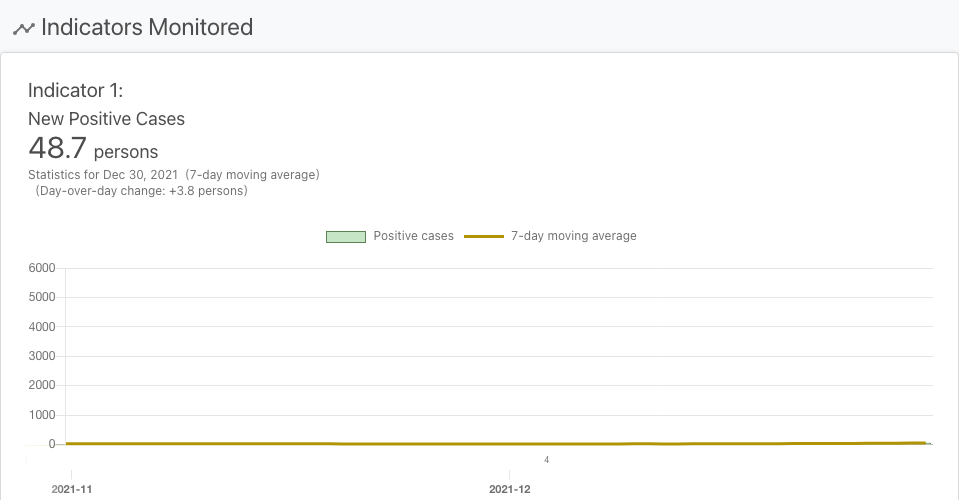 Indicators Monitored
Indicator 1:
New Positive Cases
48.7 persons
Statistics for Dec 30, 2021 (7-day moving average)
(Day-over-day change: +3.8 persons)
Positive cases 7-day moving average
6000
5000
4000
3000
2000
1000
0
4
2021-11 2021-12